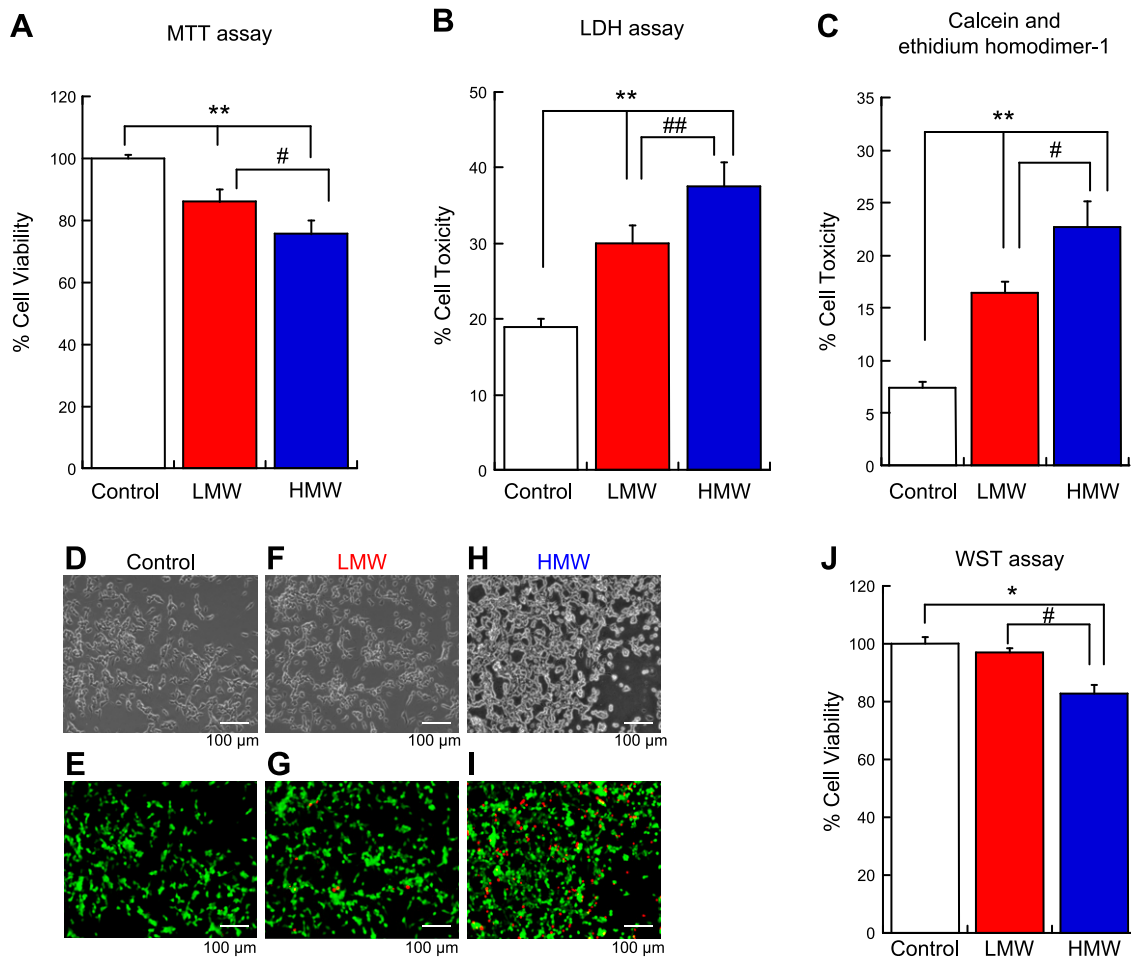 A
MTT assay
% Cell Viability
120
100
80
60
40
20
0
**
#
Control
LMW
HMW
B
LDH assay
% Cell Toxicity
50
40
30
20
10
0
**
##
Control
LMW
HMW
C
Calcein and
ethidium homodimer-1
% Cell Toxicity
35
30
25
20
15
10
5
0
**
#
Control
LMW
HMW
D
Control
100 µm
F
LMW
100 µm
H
HMW
100 µm
E
100 µm
G
100 µm
I
100 µm
J
WST assay
% Cell Viability
120
100
80
60
40
20
0
*
#
Control
LMW
HMW